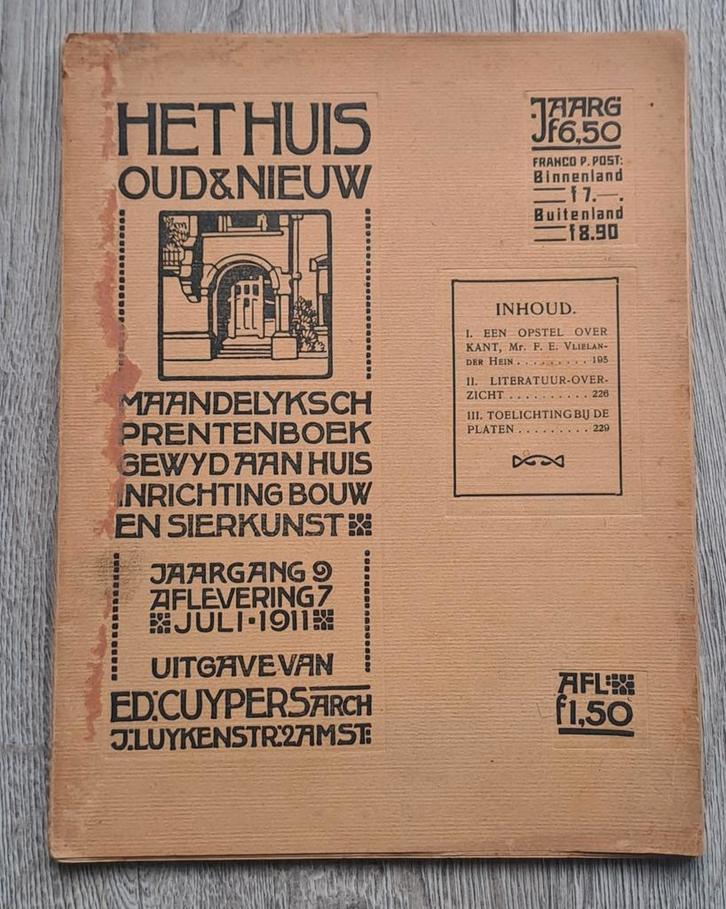 HET HUIS
OUD & NIEUW
MAANDELYKSCH
PRENTENBOEK
GEWYD AAN HUIS
INRICHTING BOUW
EN SIERKUNST
JAARGANG 9
AFLEVERING 7
JULI · 1911
UITGAVE VAN
ED. CUYPERS ARCH
J. LUYKENSTR. 2 AMST:
JAARG
f6,50
FRANCO P. POST:
Binnenland
f 7.—.
Buitenland
f 8.90
INHOUD.
I. EEN OPSTEL OVER
KANT, Mr. F. E. VLIELAN-
DER HEIN . . . . . . . . . 195
II. LITERATUUR-OVER-
ZICHT . . . . . . . . . . 226
III. TOELICHTING BIJ DE
PLATEN . . . . . . . . . 229
AFL:
f1,50